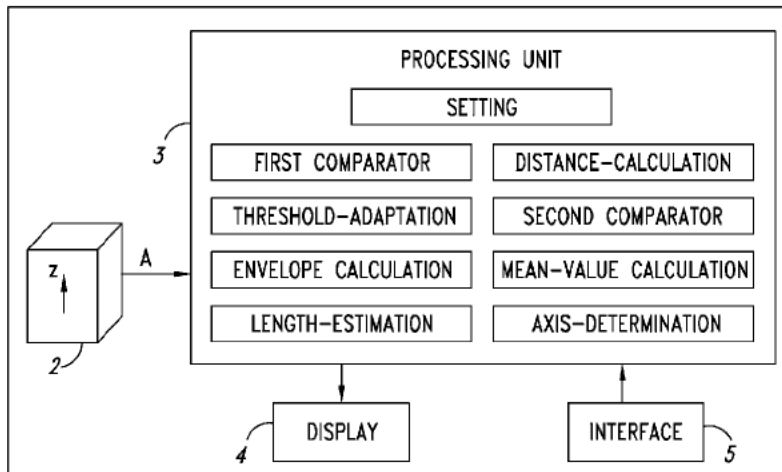 PROCESSING UNIT
SETTING
3
FIRST COMPARATOR
DISTANCE-CALCULATION
THRESHOLD-ADAPTATION
SECOND COMPARATOR
z
A
ENVELOPE CALCULATION
MEAN-VALUE CALCULATION
LENGTH-ESTIMATION
AXIS-DETERMINATION
2
4
DISPLAY
INTERFACE
5